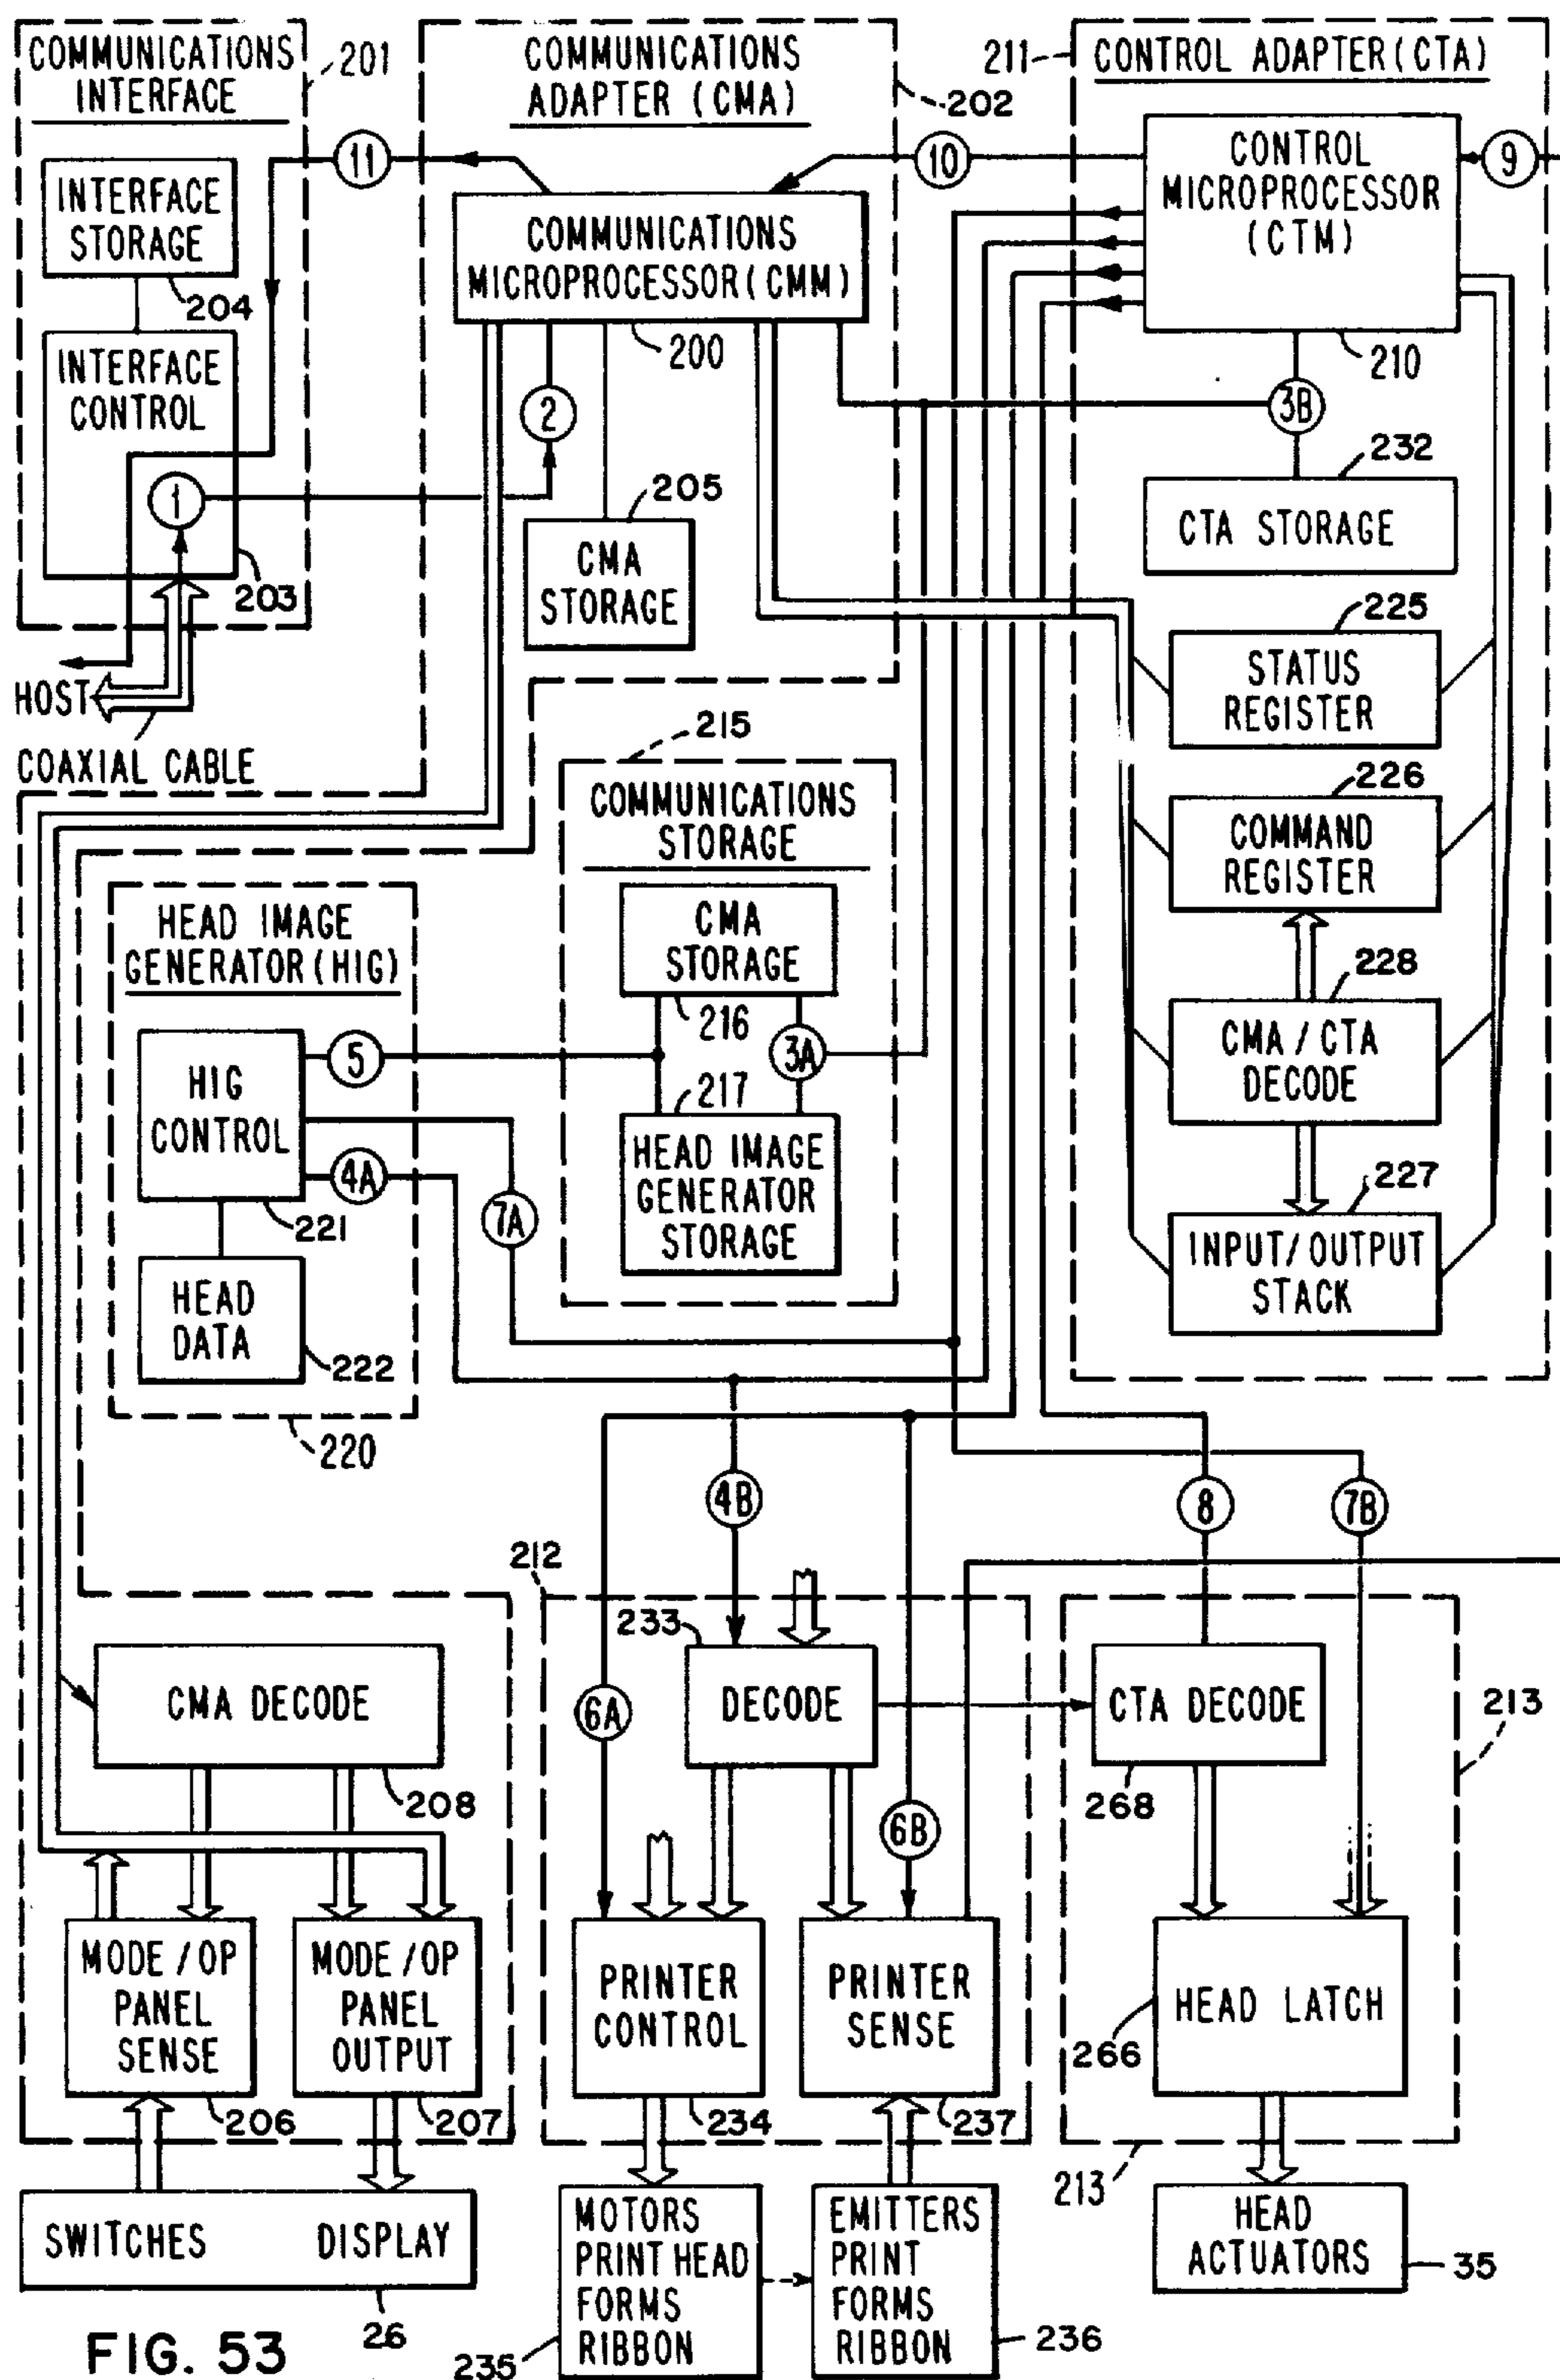 COMMUNICATIONS
INTERFACE
201
11
INTERFACE
STORAGE
204
INTERFACE
CONTROL
1
203
HOST
COAXIAL CABLE
COMMUNICATIONS
ADAPTER (CMA)
202
10
COMMUNICATIONS
MICROPROCESSOR (CMM)
200
2
205
CMA
STORAGE
211
CONTROL ADAPTER (CTA)
CONTROL
MICROPROCESSOR
(CTM)
9
210
3B
232
CTA STORAGE
225
STATUS
REGISTER
226
COMMAND
REGISTER
228
CMA / CTA
DECODE
227
INPUT/OUTPUT
STACK
215
COMMUNICATIONS
STORAGE
CMA
STORAGE
216
3A
217
HEAD IMAGE
GENERATOR
STORAGE
HEAD IMAGE
GENERATOR (HIG)
HIG
CONTROL
5
4A
221
7A
HEAD
DATA
222
220
4B
8
7B
212
233
DECODE
6A
6B
CTA DECODE
268
213
CMA DECODE
208
MODE / OP
PANEL
SENSE
206
MODE / OP
PANEL
OUTPUT
207
PRINTER
CONTROL
234
PRINTER
SENSE
237
HEAD LATCH
266
213
SWITCHES DISPLAY
26
MOTORS
PRINT HEAD
FORMS
RIBBON
235
EMITTERS
PRINT
FORMS
RIBBON
236
HEAD
ACTUATORS
35
FIG. 53